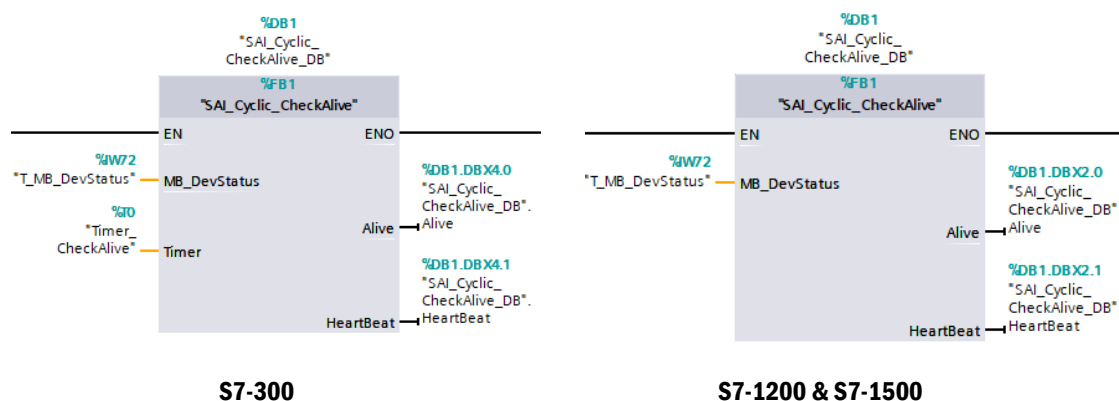 %DB1
"SAI_Cyclic_
CheckAlive_DB"
%FB1
"SAI_Cyclic_CheckAlive"
EN
ENO
%IW72
"T_MB_DevStatus"
MB_DevStatus
%T0
"Timer_
CheckAlive"
Timer
%DB1.DBX4.0
"SAI_Cyclic_
CheckAlive_DB".
Alive
Alive
%DB1.DBX4.1
"SAI_Cyclic_
CheckAlive_DB".
HeartBeat
HeartBeat
S7-300
%DB1
"SAI_Cyclic_
CheckAlive_DB"
%FB1
"SAI_Cyclic_CheckAlive"
EN
ENO
%IW72
"T_MB_DevStatus"
MB_DevStatus
%DB1.DBX2.0
"SAI_Cyclic_
CheckAlive_DB"
Alive
Alive
%DB1.DBX2.1
"SAI_Cyclic_
CheckAlive_DB"
HeartBeat
HeartBeat
S7-1200 & S7-1500